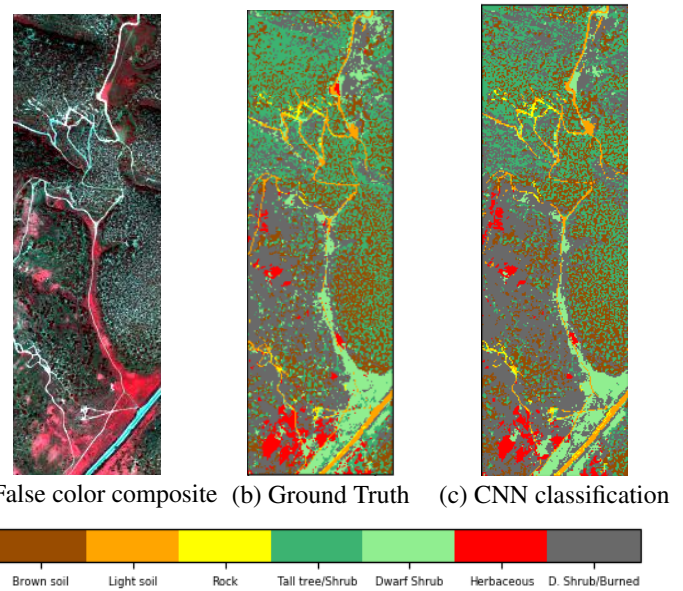 False color composite (b) Ground Truth (c) CNN classification
Brown soil Light soil Rock Tall tree/Shrub Dwarf Shrub Herbaceous D. Shrub/Burned